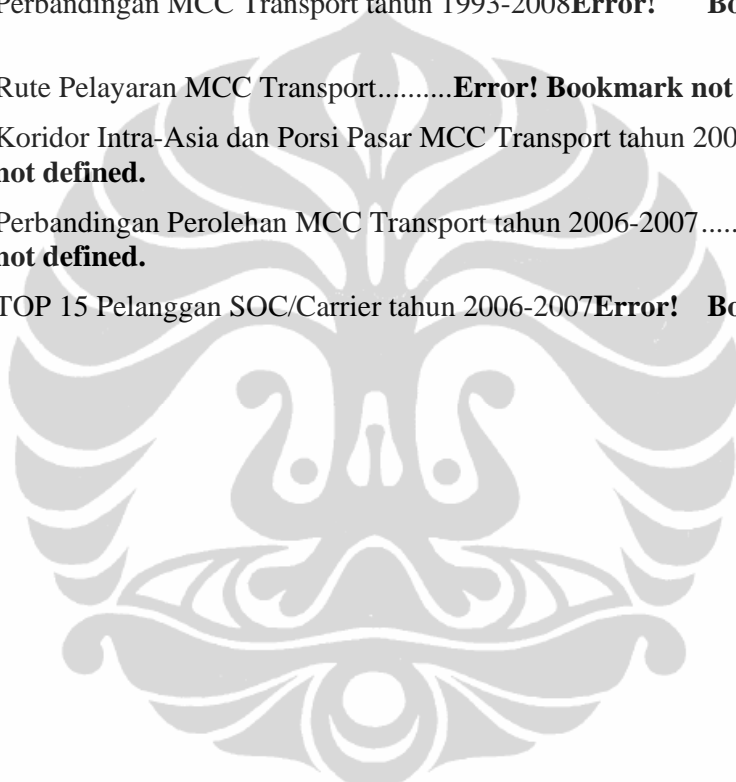 Perbandingan MCC Transport tahun 1993-2008Error! Bo
Rute Pelayaran MCC Transport..........Error! Bookmark not
Koridor Intra-Asia dan Porsi Pasar MCC Transport tahun 200
not defined.
Perbandingan Perolehan MCC Transport tahun 2006-2007.....
not defined.
TOP 15 Pelanggan SOC/Carrier tahun 2006-2007Error! Bo